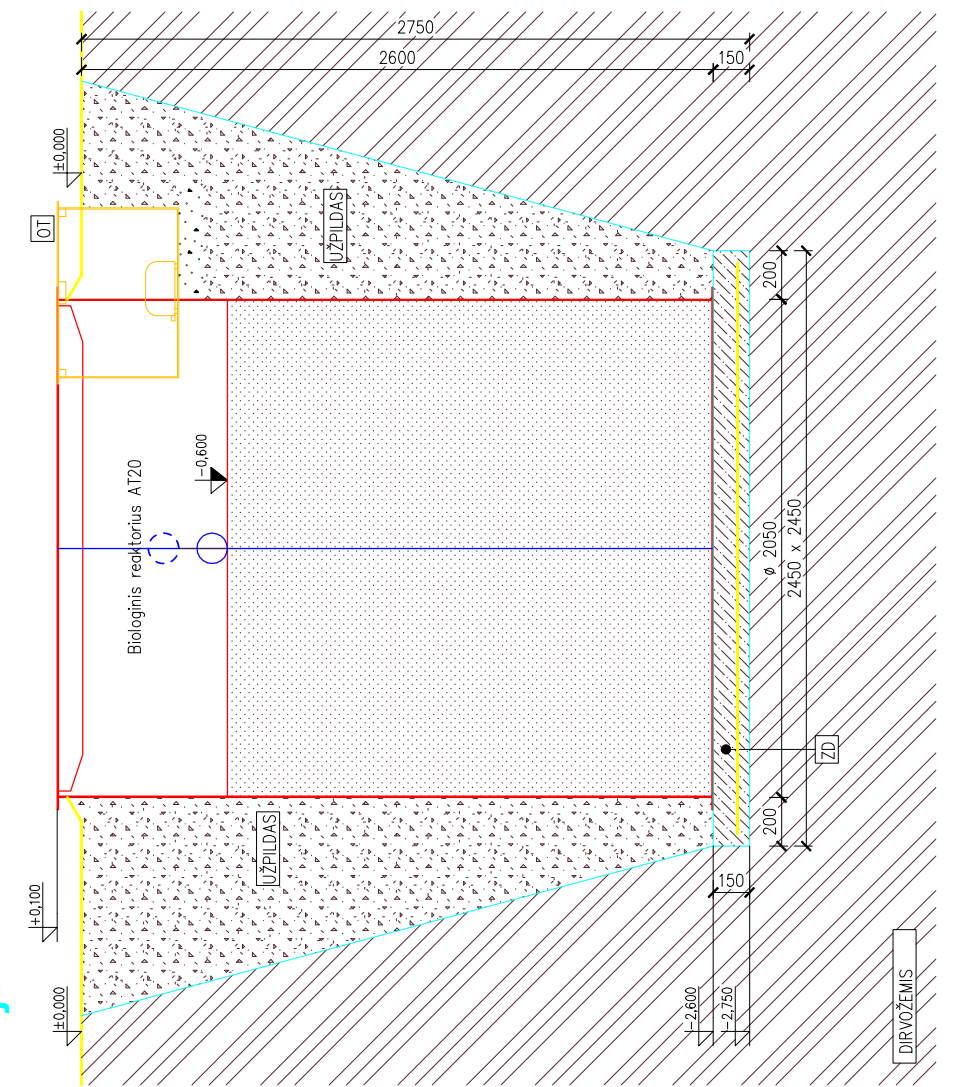 2750
2600
150
±0,000
OT
UŽPILDAS
200
-0,600
Biologinis reaktorius AT20
ø 2050
2450 x 2450
ZD
UŽPILDAS
200
150
+0,100
±0,000
-2,600
-2,750
DIRVOŽEMIS